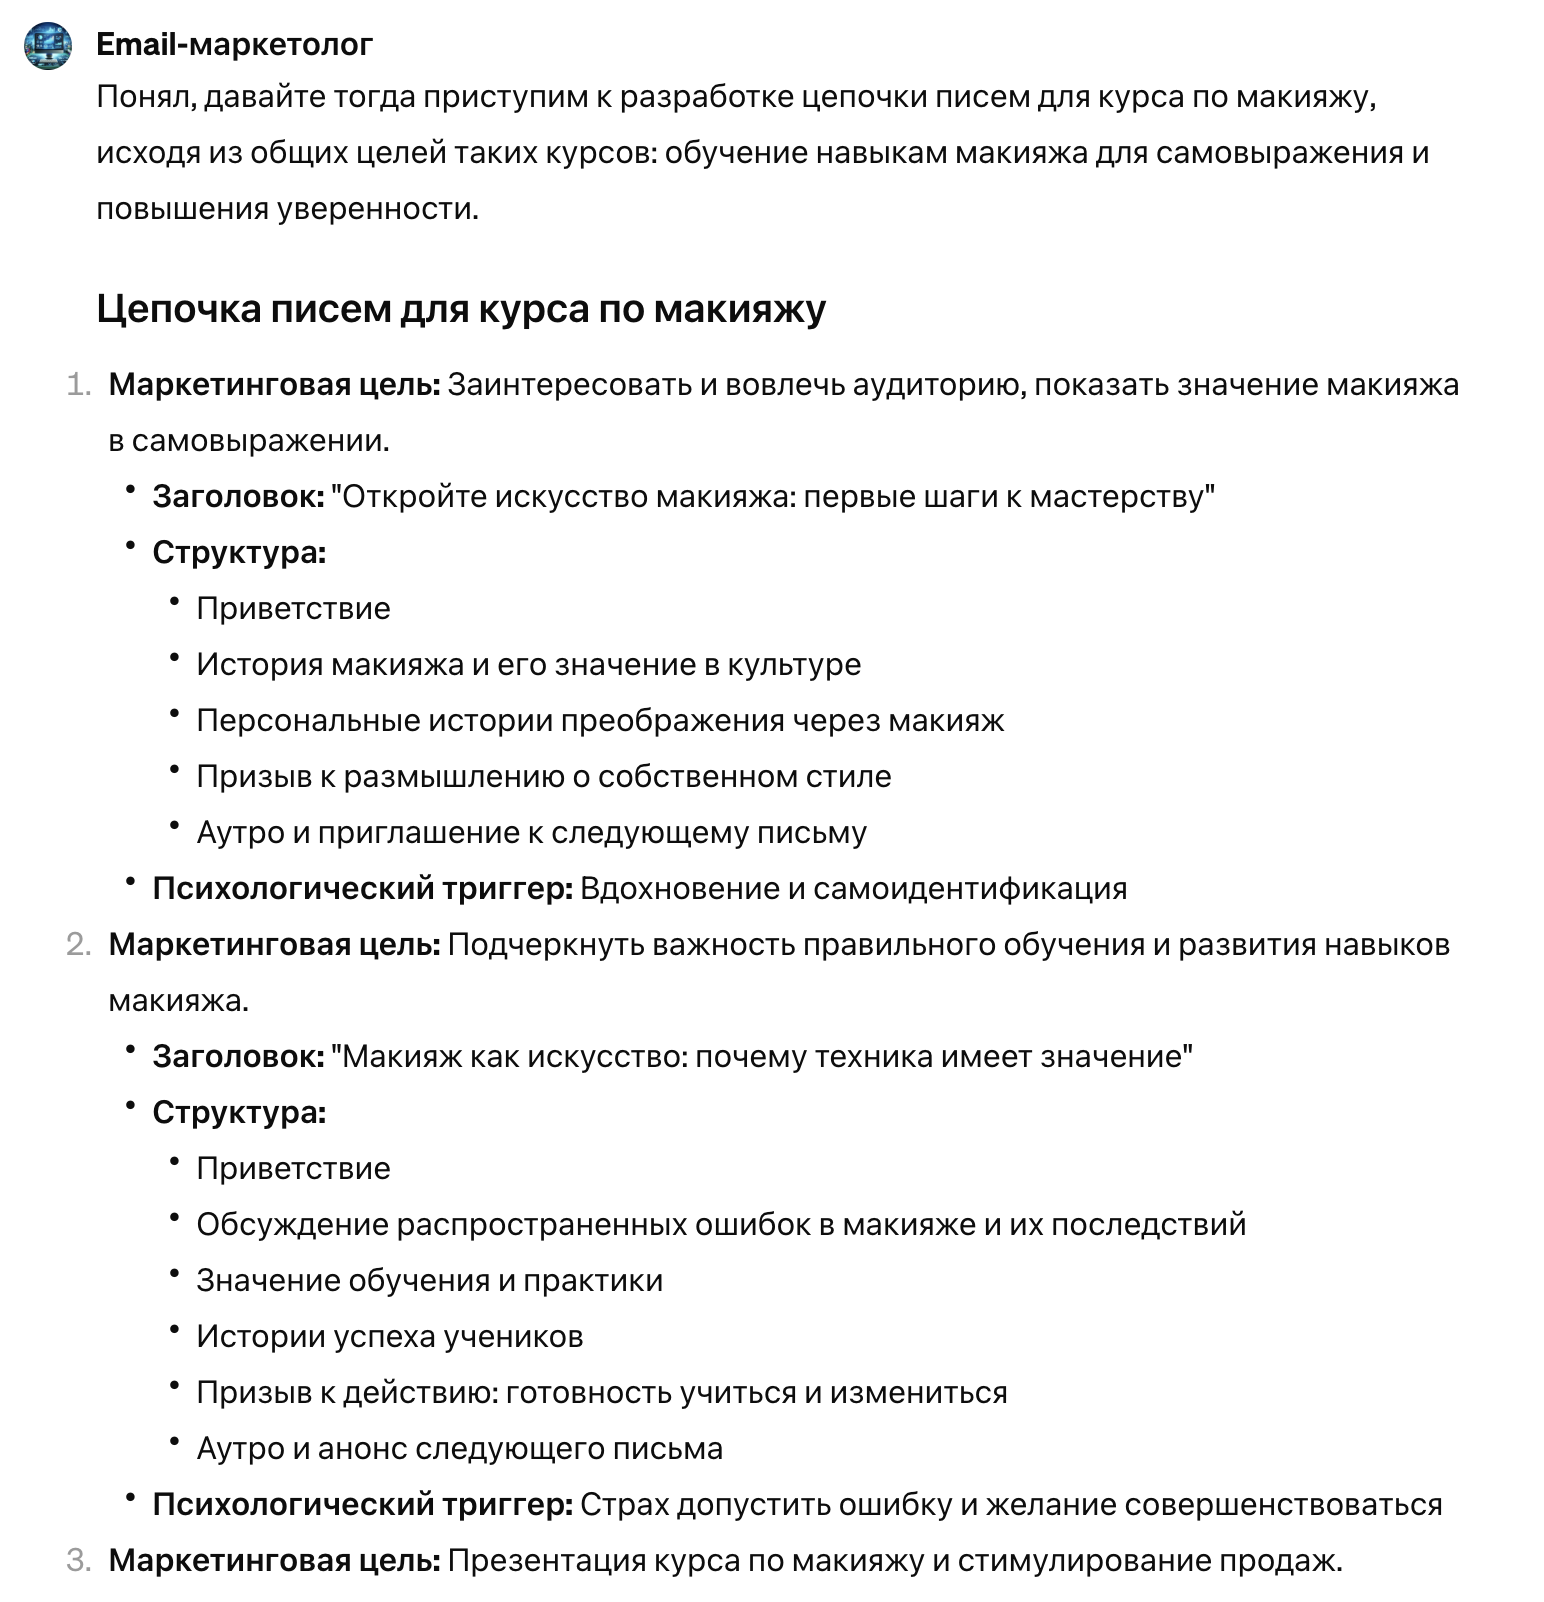 Email-маркетолог
Понял, давайте тогда приступим к разработке цепочки писем для курса по макияжу,
исходя из общих целей таких курсов: обучение навыкам макияжа для самовыражения и
повышения уверенности.
Цепочка писем для курса по макияжу
1. Маркетинговая цель: Заинтересовать и вовлечь аудиторию, показать значение макияжа
в самовыражении.
• Заголовок: "Откройте искусство макияжа: первые шаги к мастерству"
• Структура:
• Приветствие
• История макияжа и его значение в культуре
• Персональные истории преображения через макияж
• Призыв к размышлению о собственном стиле
• Аутро и приглашение к следующему письму
• Психологический триггер: Вдохновение и самоидентификация
2. Маркетинговая цель: Подчеркнуть важность правильного обучения и развития навыков
макияжа.
• Заголовок: "Макияж как искусство: почему техника имеет значение"
• Структура:
• Приветствие
• Обсуждение распространенных ошибок в макияже и их последствий
• Значение обучения и практики
• Истории успеха учеников
• Призыв к действию: готовность учиться и измениться
• Аутро и анонс следующего письма
• Психологический триггер: Страх допустить ошибку и желание совершенствоваться
3. Маркетинговая цель: Презентация курса по макияжу и стимулирование продаж.